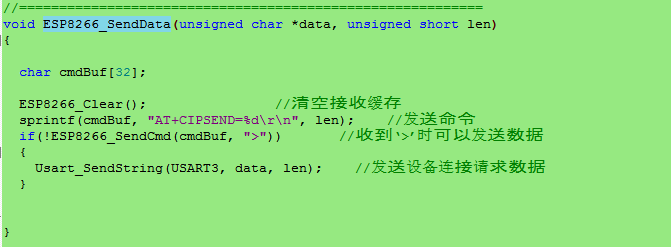 //==========================================================
void ESP8266_SendData(unsigned char *data, unsigned short len)
{
char cmdBuf[32];
ESP8266_Clear(); //清空接收缓存
sprintf(cmdBuf, "AT+CIPSEND=%d\r\n", len); //发送命令
if(!ESP8266_SendCmd(cmdBuf, ">")) //收到‘>’时可以发送数据
{
Usart_SendString(USART3, data, len); //发送设备连接请求数据
}
}